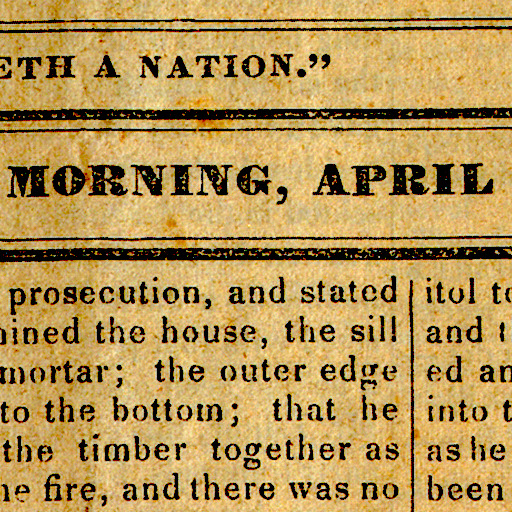 ETH A NATION.”
MORNING, APRIL
prosecution, and stated
ined the house, the sill
mortar; the outer edge
to the bottom; that he
the timber together as
he fire, and there was no
itol to
and t
ed an
into t
as he
been